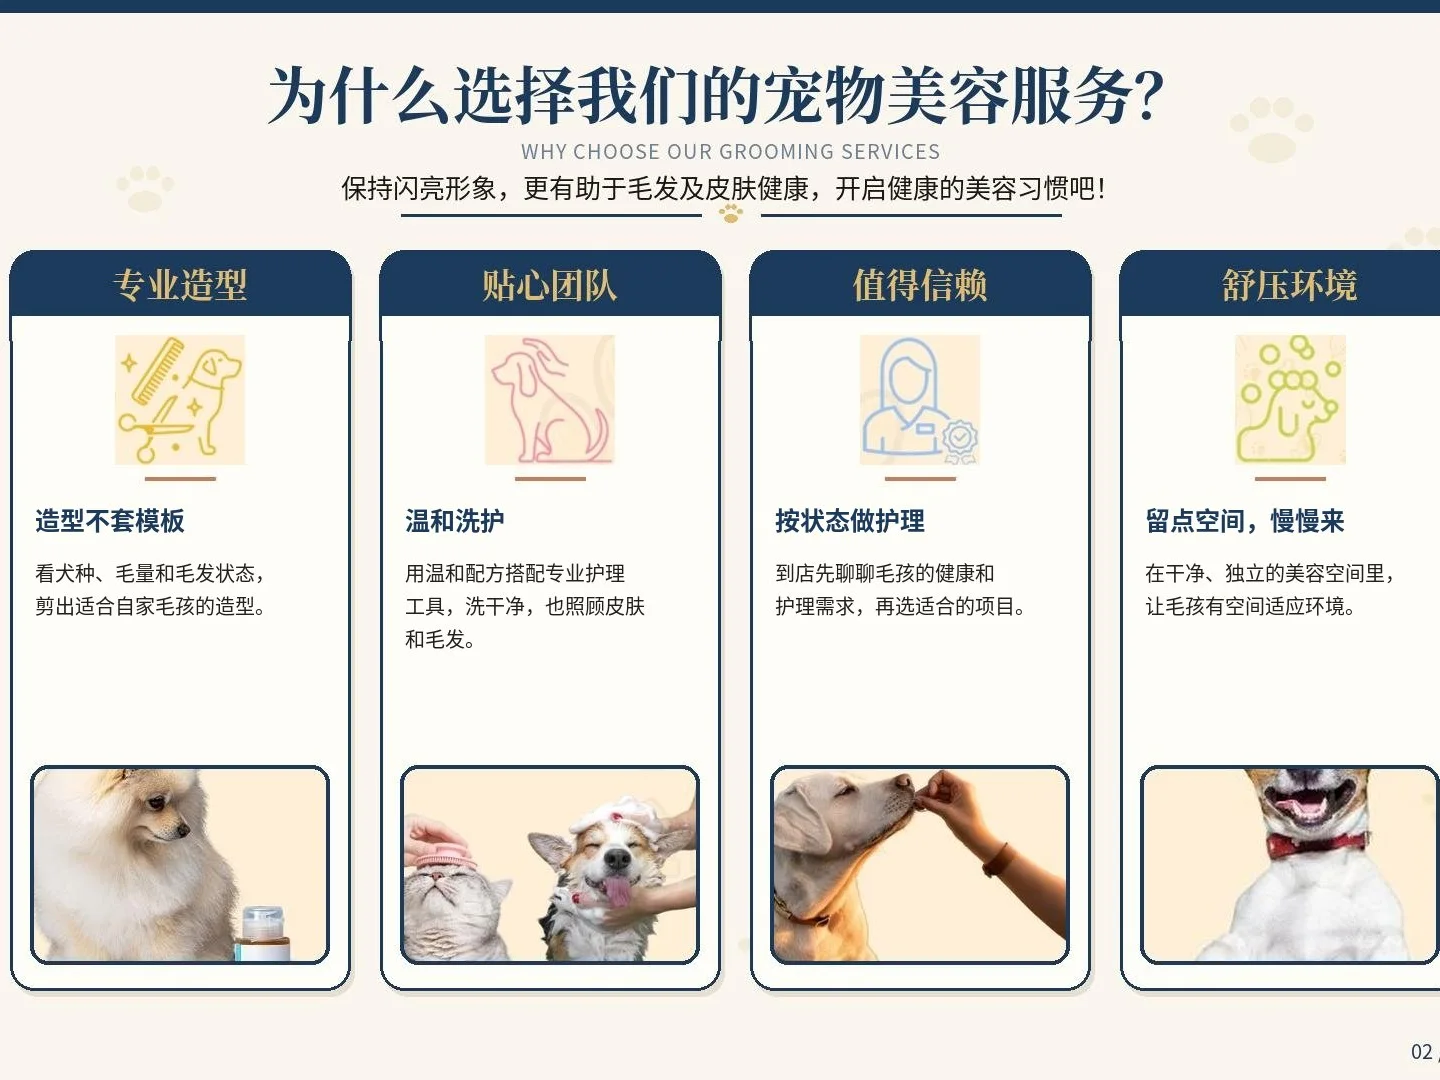 为什么选择我们的宠物美容服务？
WHY CHOOSE OUR GROOMING SERVICES
保持闪亮形象，更有助于毛发及皮肤健康，开启健康的美容习惯吧！
专业造型
造型不套模板
看犬种、毛量和毛发状态，
剪出适合自家毛孩的造型。
贴心团队
温和洗护
用温和配方搭配专业护理
工具，洗干净，也照顾皮肤
和毛发。
值得信赖
按状态做护理
到店先聊聊毛孩的健康和
护理需求，再选适合的项目。
舒压环境
留点空间，慢慢来
在干净、独立的美容空间里，
让毛孩有空间适应环境。
02 /